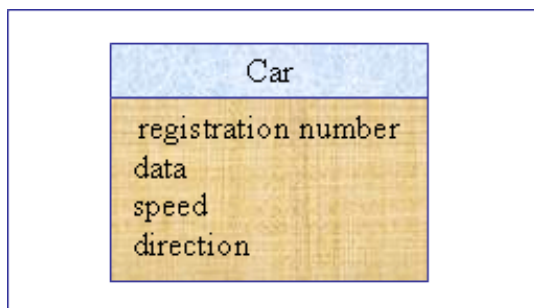 Car
registration number
data
speed
direction